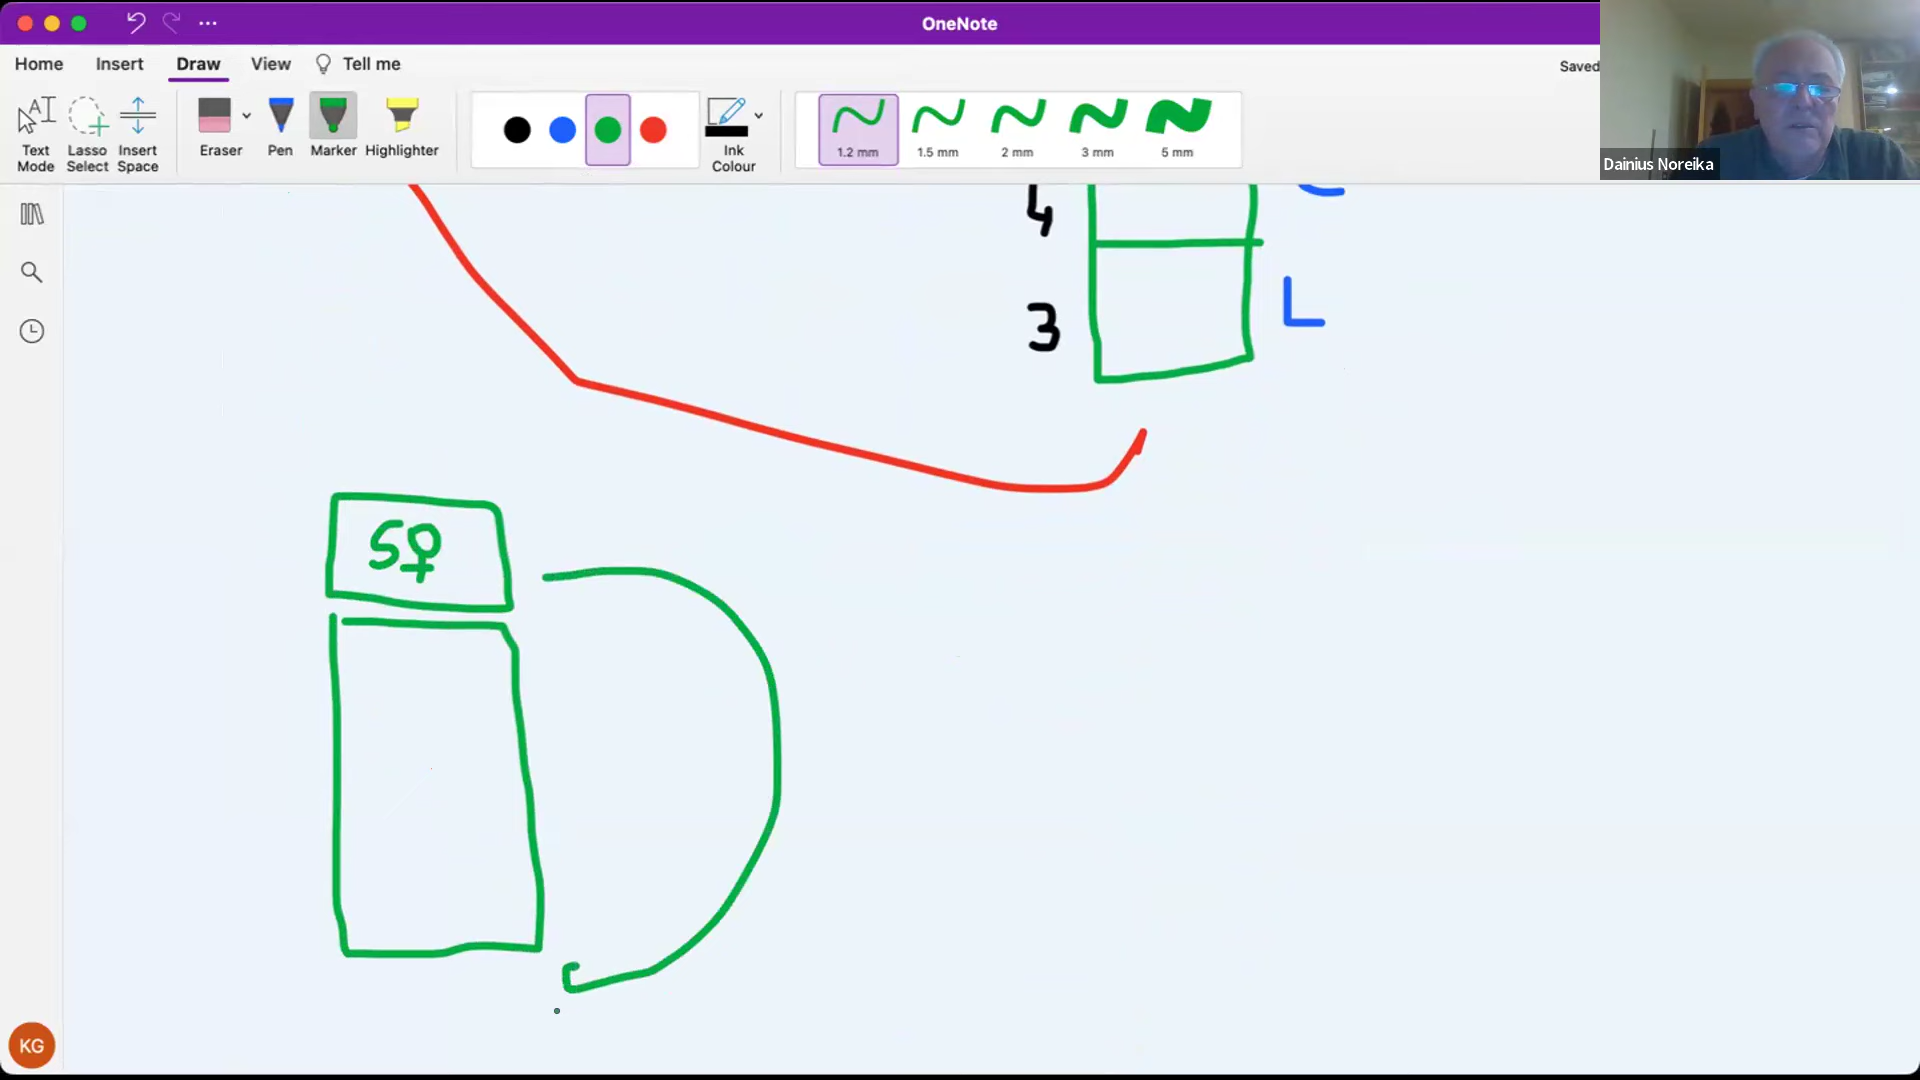 OneNote
Home Insert Draw View Tell me
Saved
Text Mode
Lasso Select
Insert Space
Eraser
Pen
Marker
Highlighter
Ink Colour
1.2 mm
1.5 mm
2 mm
3 mm
5 mm
Dainius Noreika
4
3
L
S♀
KG